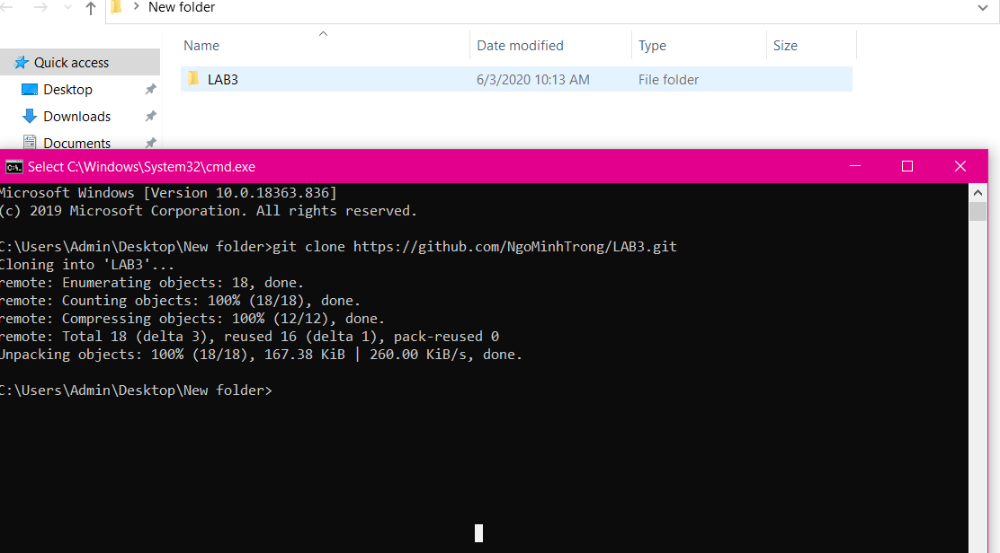 New folder
Name Date modified Type Size
Quick access
LAB3 6/3/2020 10:13 AM File folder
Desktop
Downloads
Documents
C:\. Select C:\Windows\System32\cmd.exe
Microsoft Windows [Version 10.0.18363.836]
(c) 2019 Microsoft Corporation. All rights reserved.
C:\Users\Admin\Desktop\New folder>git clone https://github.com/NgoMinhTrong/LAB3.git
Cloning into 'LAB3'...
remote: Enumerating objects: 18, done.
remote: Counting objects: 100% (18/18), done.
remote: Compressing objects: 100% (12/12), done.
remote: Total 18 (delta 3), reused 16 (delta 1), pack-reused 0
Unpacking objects: 100% (18/18), 167.38 KiB | 260.00 KiB/s, done.
C:\Users\Admin\Desktop\New folder>